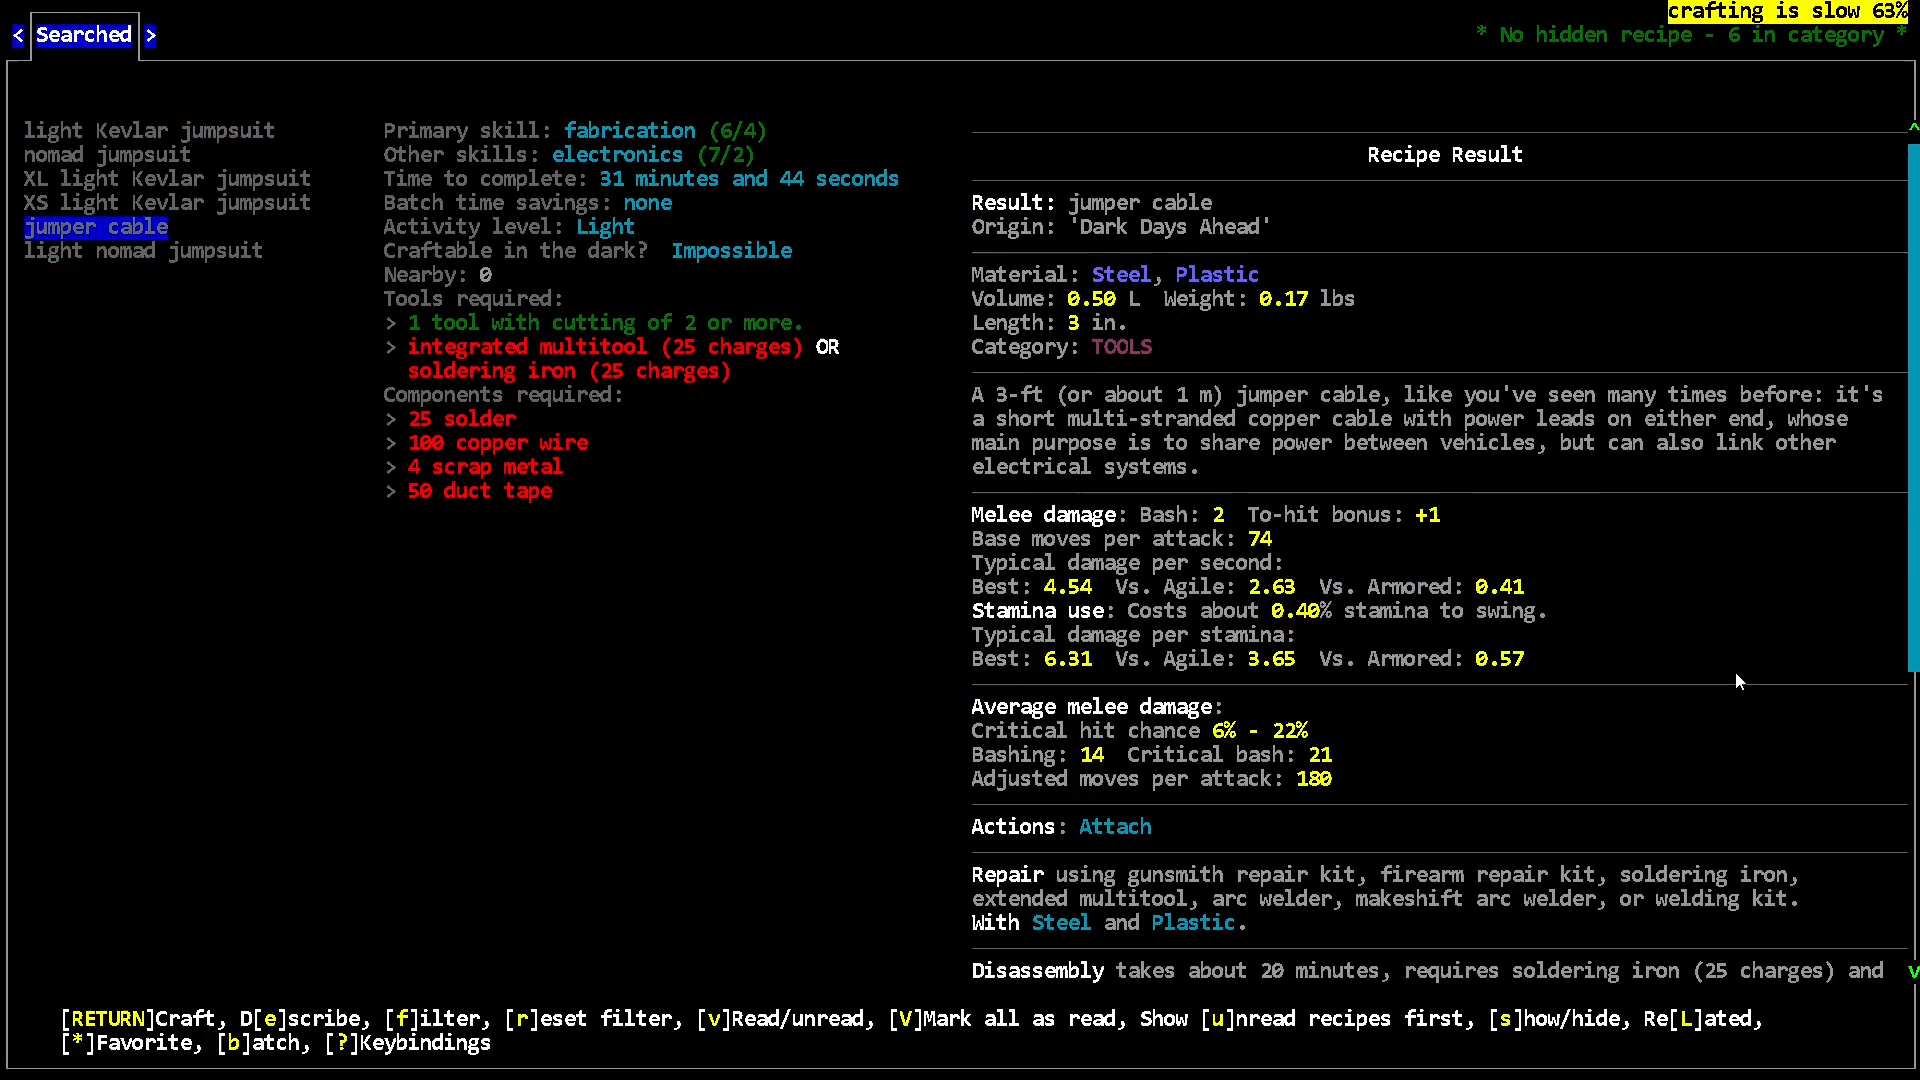 crafting is slow 63%
< Searched >
* No hidden recipe - 6 in category *
light Kevlar jumpsuit
nomad jumpsuit
XL light Kevlar jumpsuit
XS light Kevlar jumpsuit
jumper cable
light nomad jumpsuit
Primary skill: fabrication (6/4)
Other skills: electronics (7/2)
Time to complete: 31 minutes and 44 seconds
Batch time savings: none
Activity level: Light
Craftable in the dark? Impossible
Nearby: 0
Tools required:
> 1 tool with cutting of 2 or more.
> integrated multitool (25 charges) OR
soldering iron (25 charges)
Components required:
> 25 solder
> 100 copper wire
> 4 scrap metal
> 50 duct tape
Recipe Result
Result: jumper cable
Origin: 'Dark Days Ahead'
Material: Steel, Plastic
Volume: 0.50 L Weight: 0.17 lbs
Length: 3 in.
Category: TOOLS
A 3-ft (or about 1 m) jumper cable, like you've seen many times before: it's
a short multi-stranded copper cable with power leads on either end, whose
main purpose is to share power between vehicles, but can also link other
electrical systems.
Melee damage: Bash: 2 To-hit bonus: +1
Base moves per attack: 74
Typical damage per second:
Best: 4.54 Vs. Agile: 2.63 Vs. Armored: 0.41
Stamina use: Costs about 0.40% stamina to swing.
Typical damage per stamina:
Best: 6.31 Vs. Agile: 3.65 Vs. Armored: 0.57
Average melee damage:
Critical hit chance 6% - 22%
Bashing: 14 Critical bash: 21
Adjusted moves per attack: 180
Actions: Attach
Repair using gunsmith repair kit, firearm repair kit, soldering iron,
extended multitool, arc welder, makeshift arc welder, or welding kit.
With Steel and Plastic.
Disassembly takes about 20 minutes, requires soldering iron (25 charges) and
[RETURN]Craft, D[e]scribe, [f]ilter, [r]eset filter, [v]Read/unread, [V]Mark all as read, Show [u]nread recipes first, [s]how/hide, Re[L]ated,
[*]Favorite, [b]atch, [?]Keybindings